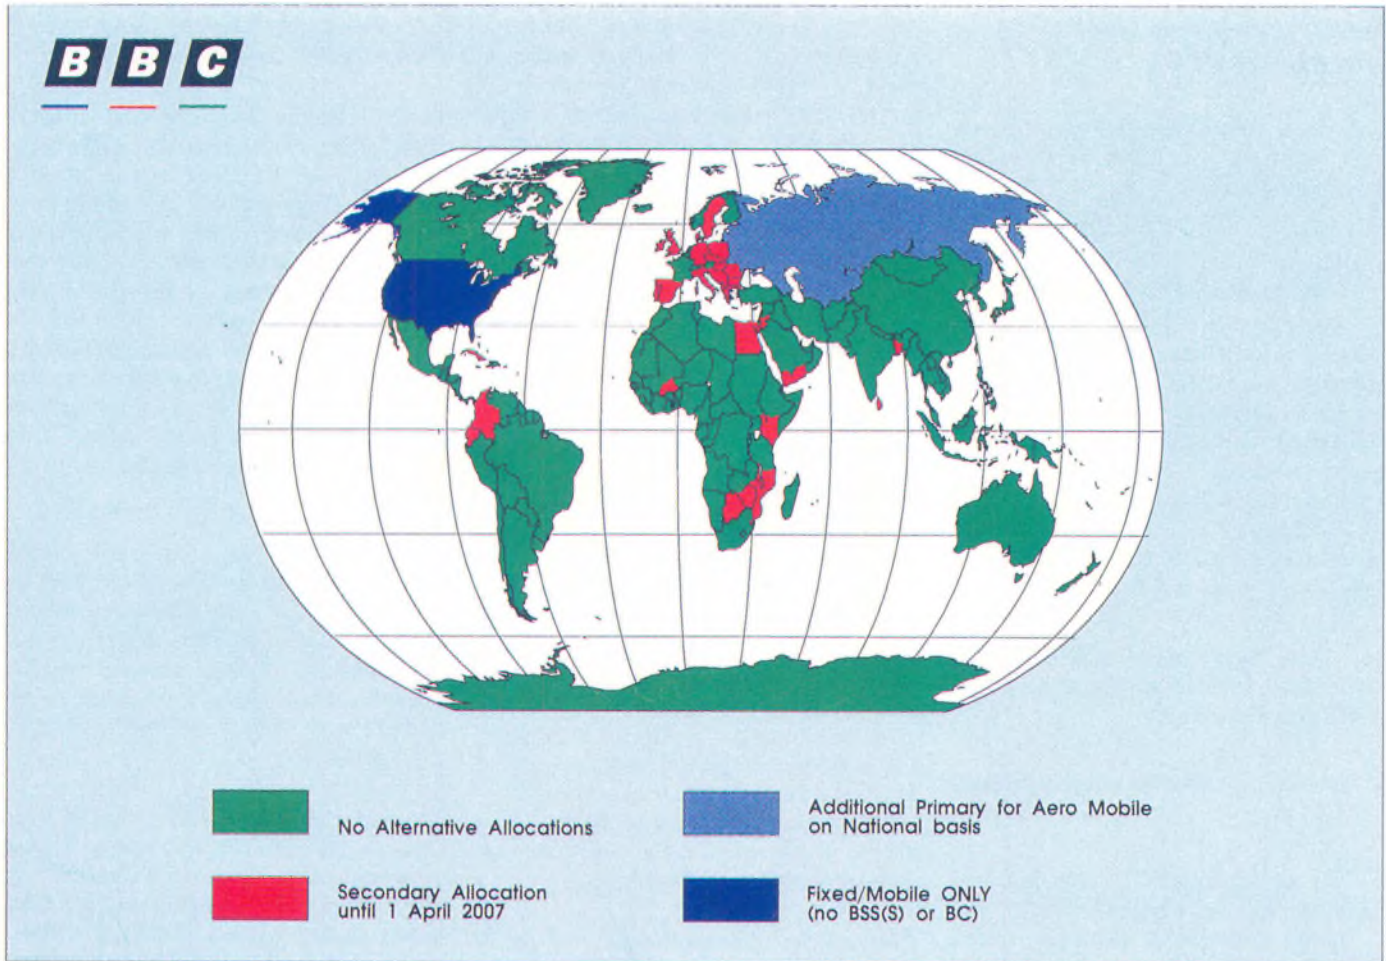 BBC
No Alternative Allocations
Secondary Allocation
until 1 April 2007
Additional Primary for Aero Mobile
on National basis
Fixed/Mobile ONLY
(no BSS(S) or BC)